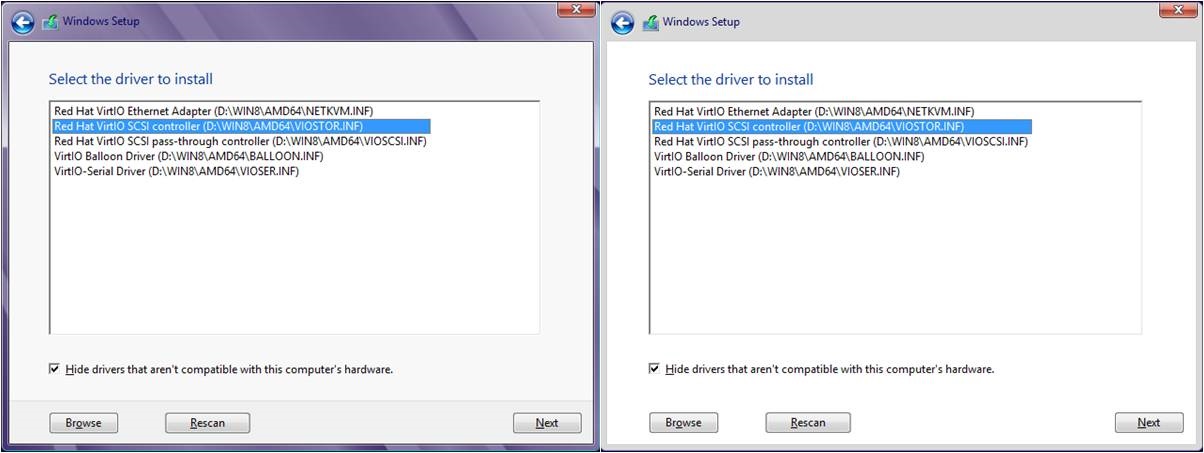 Windows Setup
Select the driver to install
Red Hat VirtIO Ethernet Adapter (D:\WIN8\AMD64\NETKVM.INF)
Red Hat VirtIO SCSI controller (D:\WIN8\AMD64\VIOSTOR.INF)
Red Hat VirtIO SCSI pass-through controller (D:\WIN8\AMD64\VIOSCSI.INF)
VirtIO Balloon Driver (D:\WIN8\AMD64\BALLOON.INF)
VirtIO-Serial Driver (D:\WIN8\AMD64\VIOSER.INF)
Hide drivers that aren't compatible with this computer's hardware.
Browse
Rescan
Next
Windows Setup
Select the driver to install
Red Hat VirtIO Ethernet Adapter (D:\WIN8\AMD64\NETKVM.INF)
Red Hat VirtIO SCSI controller (D:\WIN8\AMD64\VIOSTOR.INF)
Red Hat VirtIO SCSI pass-through controller (D:\WIN8\AMD64\VIOSCSI.INF)
VirtIO Balloon Driver (D:\WIN8\AMD64\BALLOON.INF)
VirtIO-Serial Driver (D:\WIN8\AMD64\VIOSER.INF)
Hide drivers that aren't compatible with this computer's hardware.
Browse
Rescan
Next